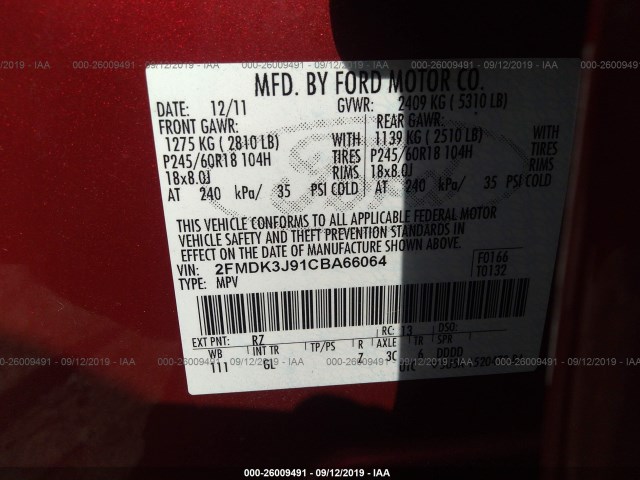 000-26009491 - 09/12/2019 - IAA
MFD. BY FORD MOTOR CO.
DATE: 12/11 GVWR: 2409 KG ( 5310 LB)
FRONT GAWR: REAR GAWR:
1275 KG ( 2810 LB) WITH 1139 KG ( 2510 LB) WITH
P245/60R18 104H TIRES P245/60R18 104H TIRES
18x8.0J RIMS 18x8.0J RIMS
AT 240 kPa/ 35 PSI COLD AT 240 kPa/ 35 PSI COLD
THIS VEHICLE CONFORMS TO ALL APPLICABLE FEDERAL MOTOR
VEHICLE SAFETY AND THEFT PREVENTION STANDARDS IN
EFFECT ON THE DATE OF MANUFACTURE SHOWN ABOVE.
VIN: 2FMDK3J91CBA66064 F0166
TYPE: MPV T0132
EXT PNT: RZ RC: 13 DSO:
WB INT TR TP/PS R AXLE TR SPR
111 GL Z 3C 6 DDDD
UTC
000-26009491 - 09/12/2019 - IAA